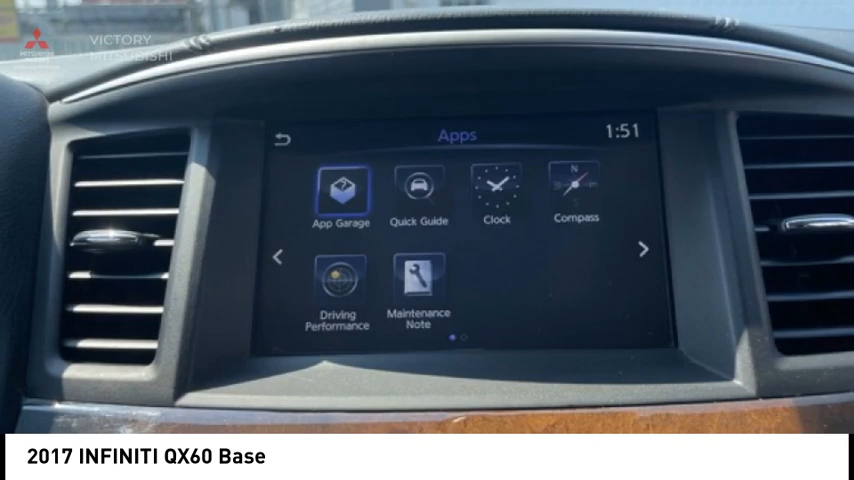 VICTORY
MITSUBISHI
Apps
1:51
App Garage
Quick Guide
Clock
N
Compass
Driving
Performance
Maintenance
Note
2017 INFINITI QX60 Base